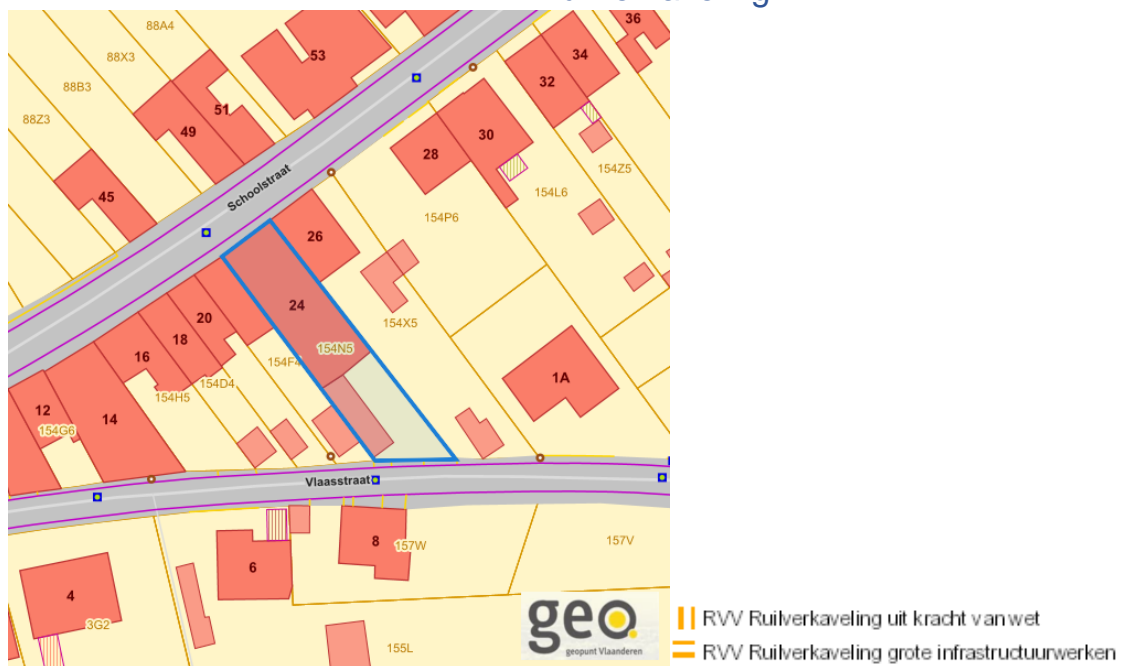 88A4
36
53
34
88X3
32
88B3
51
30
88Z3
49
28
154Z5
45
Schoolstraat
154L6
154P6
26
24
20
154X5
18
154N5
16
154F4
1A
154D4
154H5
12
14
154G6
Vlaasstraat
8
157W
157V
6
4
3G2
155L
geo
geopunt Vlaanderen
RVV Ruilverkaveling uit kracht van wet
RVV Ruilverkaveling grote infrastructuurwerken